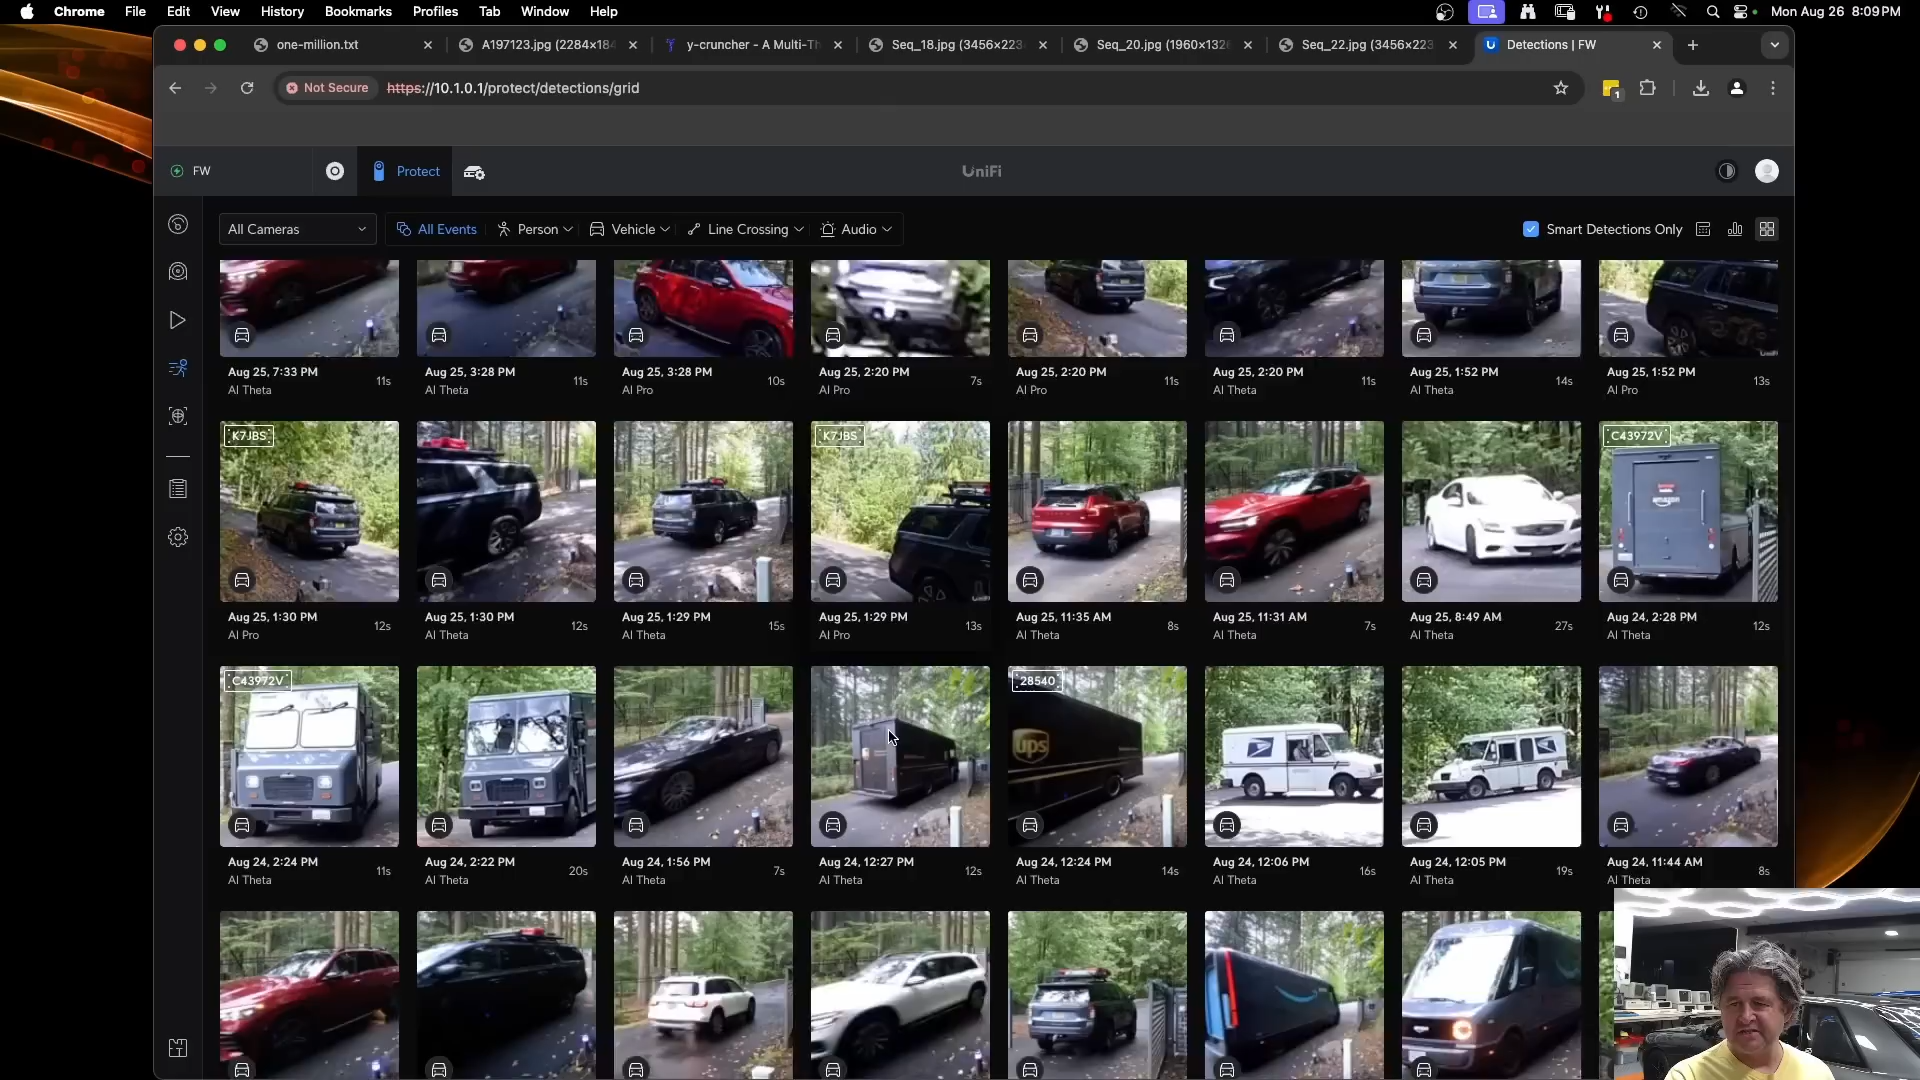 Chrome File Edit View History Bookmarks Profiles Tab Window Help
Mon Aug 26 8:09 PM
one-million.txt
A197123.jpg (2284×184
y-cruncher - A Multi-Th
Seq_18.jpg (3456×223
Seq_20.jpg (1960×1320
Seq_22.jpg (3456×223
Detections | FW
Not Secure
https://10.1.0.1/protect/detections/grid
1
FW
Protect
UniFi
All Cameras
All Events
Person
Vehicle
Line Crossing
Audio
Smart Detections Only
Aug 25, 7:33 PM
AI Theta
11s
Aug 25, 3:28 PM
AI Theta
11s
Aug 25, 3:28 PM
AI Pro
10s
Aug 25, 2:20 PM
AI Pro
7s
Aug 25, 2:20 PM
AI Pro
11s
Aug 25, 2:20 PM
AI Theta
11s
Aug 25, 1:52 PM
AI Theta
14s
Aug 25, 1:52 PM
AI Pro
13s
K7JBS
Aug 25, 1:30 PM
AI Pro
12s
Aug 25, 1:30 PM
AI Theta
12s
Aug 25, 1:29 PM
AI Theta
15s
K7JBS
Aug 25, 1:29 PM
AI Pro
13s
Aug 25, 11:35 AM
AI Theta
8s
Aug 25, 11:31 AM
AI Theta
7s
Aug 25, 8:49 AM
AI Theta
27s
C43972V
amazon
Aug 24, 2:28 PM
AI Theta
12s
C43972V
Aug 24, 2:24 PM
AI Theta
11s
Aug 24, 2:22 PM
AI Theta
20s
Aug 24, 1:56 PM
AI Theta
7s
Aug 24, 12:27 PM
AI Theta
12s
28540
ups
Aug 24, 12:24 PM
AI Theta
14s
Aug 24, 12:06 PM
AI Theta
16s
Aug 24, 12:05 PM
AI Theta
19s
Aug 24, 11:44 AM
AI Theta
8s